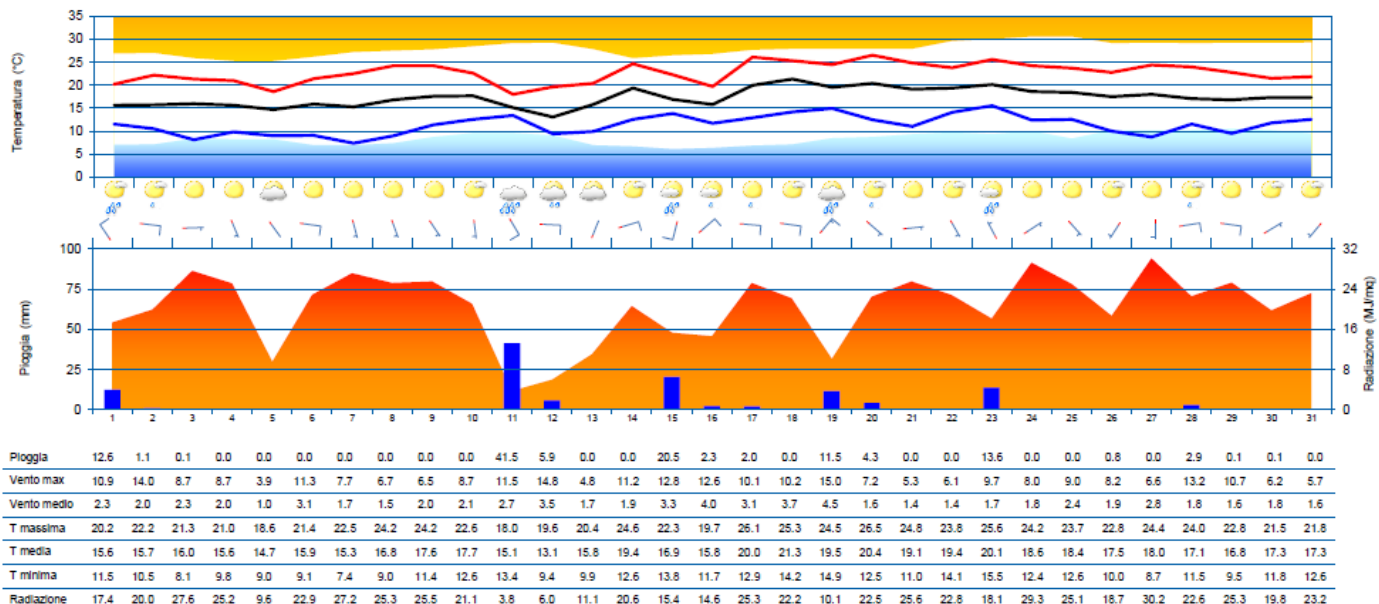 35
30
25
20
15
10
5
0
Temperatura (°C)
100
75
50
25
0
Pioggia (mm)
32
24
16
8
0
Radiazione (MJ/mq)
1 2 3 4 5 6 7 8 9 10 11 12 13 14 15 16 17 18 19 20 21 22 23 24 25 26 27 28 29 30 31
Pioggia 12.6 1.1 0.1 0.0 0.0 0.0 0.0 0.0 0.0 0.0 41.5 5.9 0.0 0.0 20.5 2.3 2.0 0.0 11.5 4.3 0.0 0.0 13.6 0.0 0.0 0.8 0.0 2.9 0.1 0.1 0.0
Vento max 10.9 14.0 8.7 8.7 3.9 11.3 7.7 6.7 6.5 8.7 11.5 14.8 4.8 11.2 12.8 12.6 10.1 10.2 15.0 7.2 5.3 6.1 9.7 8.0 9.0 8.2 6.6 13.2 10.7 6.2 5.7
Vento medio 2.3 2.0 2.3 2.0 1.0 3.1 1.7 1.5 2.0 2.1 2.7 3.5 1.7 1.9 3.3 4.0 3.1 3.7 4.5 1.6 1.4 1.4 1.7 1.8 2.4 1.9 2.8 1.8 1.6 1.8 1.6
T massima 20.2 22.2 21.3 21.0 18.6 21.4 22.5 24.2 24.2 22.6 18.0 19.6 20.4 24.6 22.3 19.7 26.1 25.3 24.5 26.5 24.8 23.8 25.6 24.2 23.7 22.8 24.4 24.0 22.8 21.5 21.8
T media 15.6 15.7 16.0 15.6 14.7 15.9 15.3 16.8 17.6 17.7 15.1 13.1 15.8 19.4 16.9 15.8 20.0 21.3 19.5 20.4 19.1 19.4 20.1 18.6 18.4 17.5 18.0 17.1 16.8 17.3 17.3
T minima 11.5 10.5 8.1 9.8 9.0 9.1 7.4 9.0 11.4 12.6 13.4 9.4 9.9 12.6 13.8 11.7 12.9 14.2 14.9 12.5 11.0 14.1 15.5 12.4 12.6 10.0 8.7 11.5 9.5 11.8 12.6
Radiazione 17.4 20.0 27.6 25.2 9.6 22.9 27.2 25.3 25.5 21.1 3.8 6.0 11.1 20.6 15.4 14.6 25.3 22.2 10.1 22.5 25.6 22.8 18.1 29.3 25.1 18.7 30.2 22.6 25.3 19.8 23.2